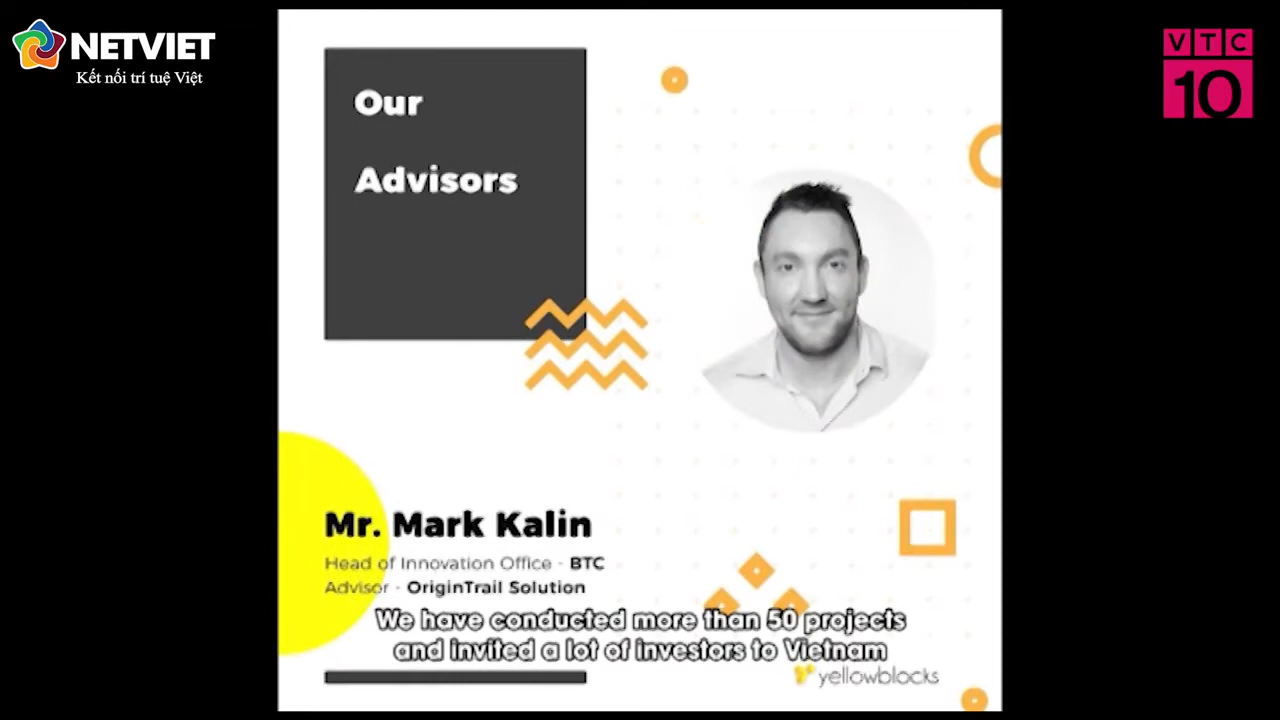 NETVIET
Kết nối trí tuệ Việt
VTC
10
Our
Advisors
Mr. Mark Kalin
Head of Innovation Office - BTC
Advisor - OriginTrail Solution
We have conducted more than 50 projects
and invited a lot of investors to Vietnam
yellowblocks